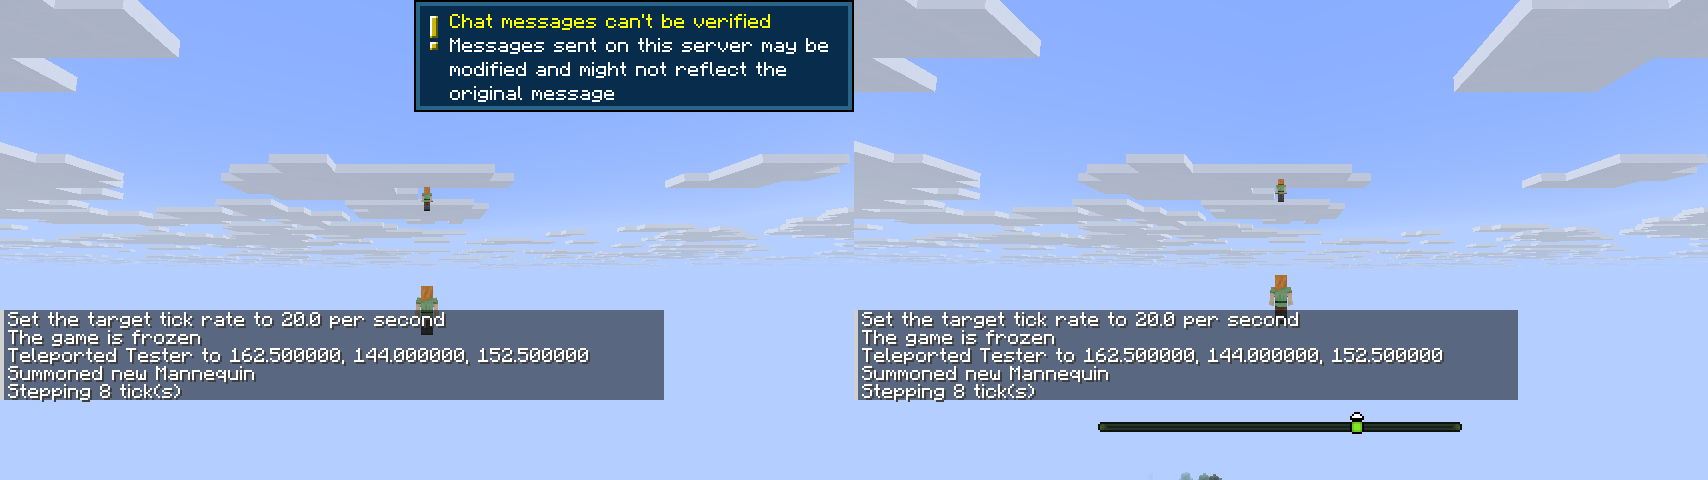 Chat messages can't be verified
Messages sent on this server may be
modified and might not reflect the
original message
Set the target tick rate to 20.0 per second
The game is frozen
Teleported Tester to 162.500000, 144.000000, 152.500000
Summoned new Mannequin
Stepping 8 tick(s)
Set the target tick rate to 20.0 per second
The game is frozen
Teleported Tester to 162.500000, 144.000000, 152.500000
Summoned new Mannequin
Stepping 8 tick(s)